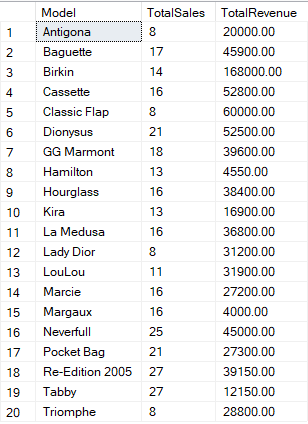 Model TotalSales TotalRevenue
1 Antigona 8 20000.00
2 Baguette 17 45900.00
3 Birkin 14 168000.00
4 Cassette 16 52800.00
5 Classic Flap 8 60000.00
6 Dionysus 21 52500.00
7 GG Marmont 18 39600.00
8 Hamilton 13 4550.00
9 Hourglass 16 38400.00
10 Kira 13 16900.00
11 La Medusa 16 36800.00
12 Lady Dior 8 31200.00
13 LouLou 11 31900.00
14 Marcie 16 27200.00
15 Margaux 16 4000.00
16 Neverfull 25 45000.00
17 Pocket Bag 21 27300.00
18 Re-Edition 2005 27 39150.00
19 Tabby 27 12150.00
20 Triomphe 8 28800.00